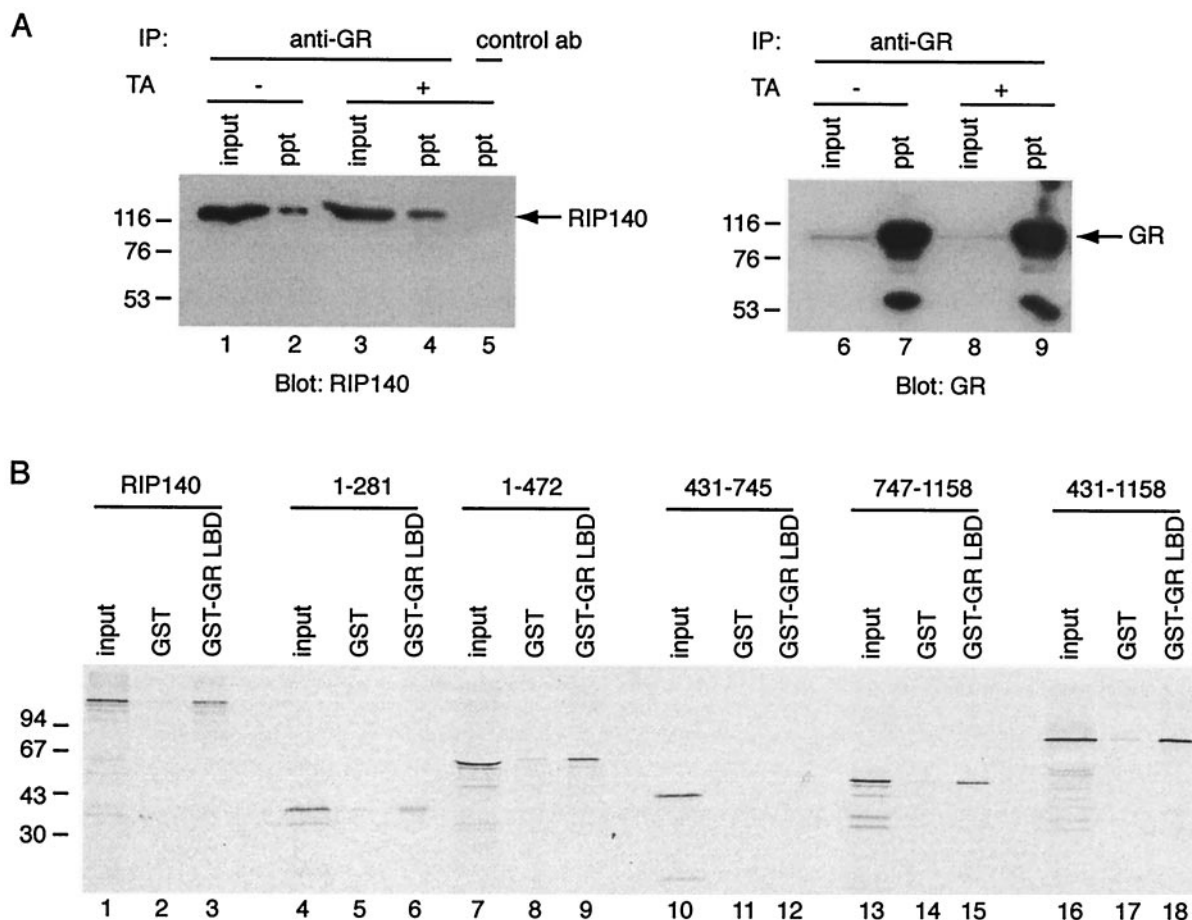 A
IP: anti-GR control ab
TA - +
input ppt input ppt ppt
116
76
53
RIP140
1 2 3 4 5
Blot: RIP140
IP: anti-GR
TA - +
input ppt input ppt
116
76
53
GR
6 7 8 9
Blot: GR
B
RIP140 1-281 1-472 431-745 747-1158 431-1158
input GST GST-GR LBD input GST GST-GR LBD input GST GST-GR LBD input GST GST-GR LBD input GST GST-GR LBD input GST GST-GR LBD
94
67
43
30
1 2 3 4 5 6 7 8 9 10 11 12 13 14 15 16 17 18